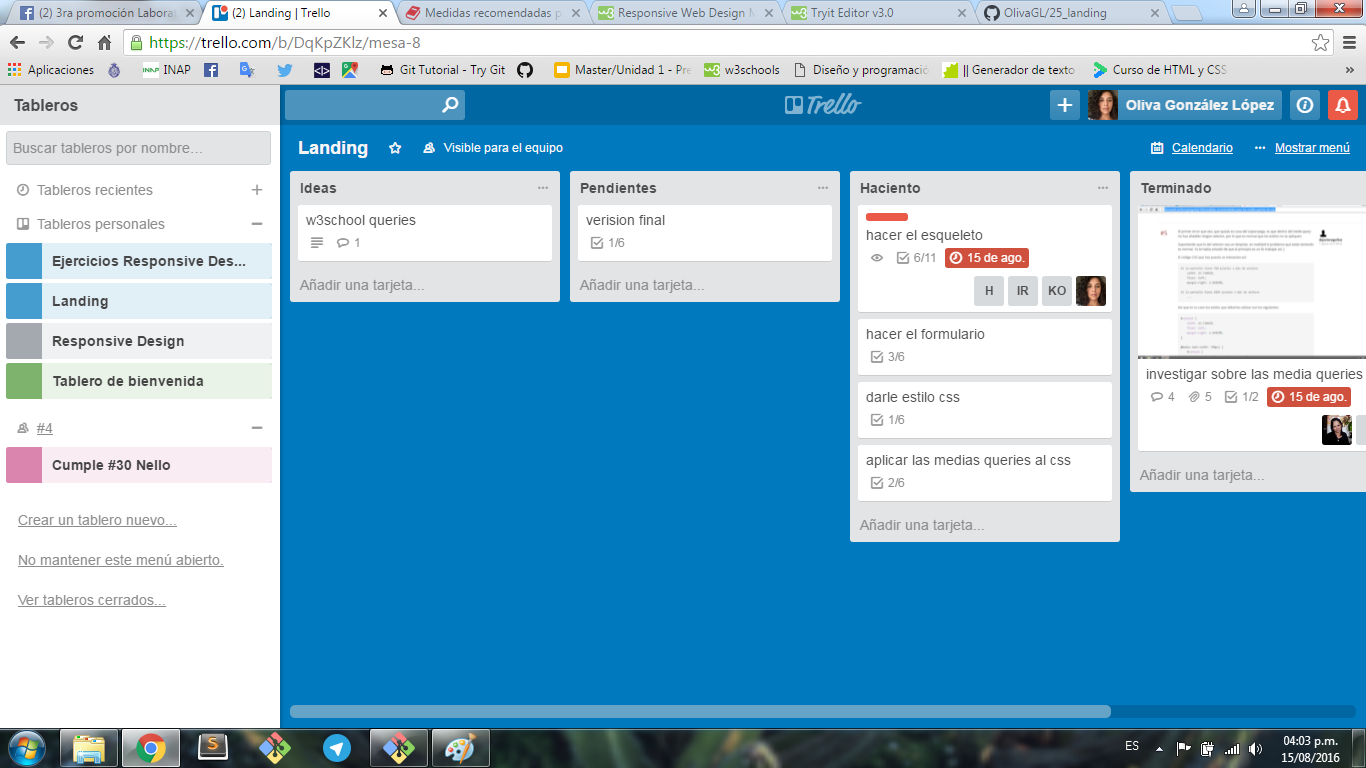 (2) 3ra promoción Laborat
(2) Landing | Trello
Medidas recomendadas p
Responsive Web Design M
Tryit Editor v3.0
OlivaGL/25_landing
https://trello.com/b/DqKpZKlz/mesa-8
Aplicaciones
INAP
INAP
Git Tutorial - Try Git
Master/Unidad 1 - Pre
w3schools
Diseño y programació
|| Generador de texto
Curso de HTML y CSS
»
Tableros
Trello
Oliva González López
Buscar tableros por nombre…
Landing
Visible para el equipo
Calendario
Mostrar menú
Tableros recientes
Tableros personales
Ejercicios Responsive Des...
Landing
Responsive Design
Tablero de bienvenida
#4
Cumple #30 Nello
Crear un tablero nuevo...
No mantener este menú abierto.
Ver tableros cerrados...
Ideas
w3school queries
1
Añadir una tarjeta...
Pendientes
verision final
1/6
Añadir una tarjeta...
Haciento
hacer el esqueleto
6/11
15 de ago.
H
IR
KO
hacer el formulario
3/6
darle estilo css
1/6
aplicar las medias queries al css
2/6
Añadir una tarjeta...
Terminado
investigar sobre las media queries
4
5
1/2
15 de ago.
Añadir una tarjeta...
ES
04:03 p.m.
15/08/2016